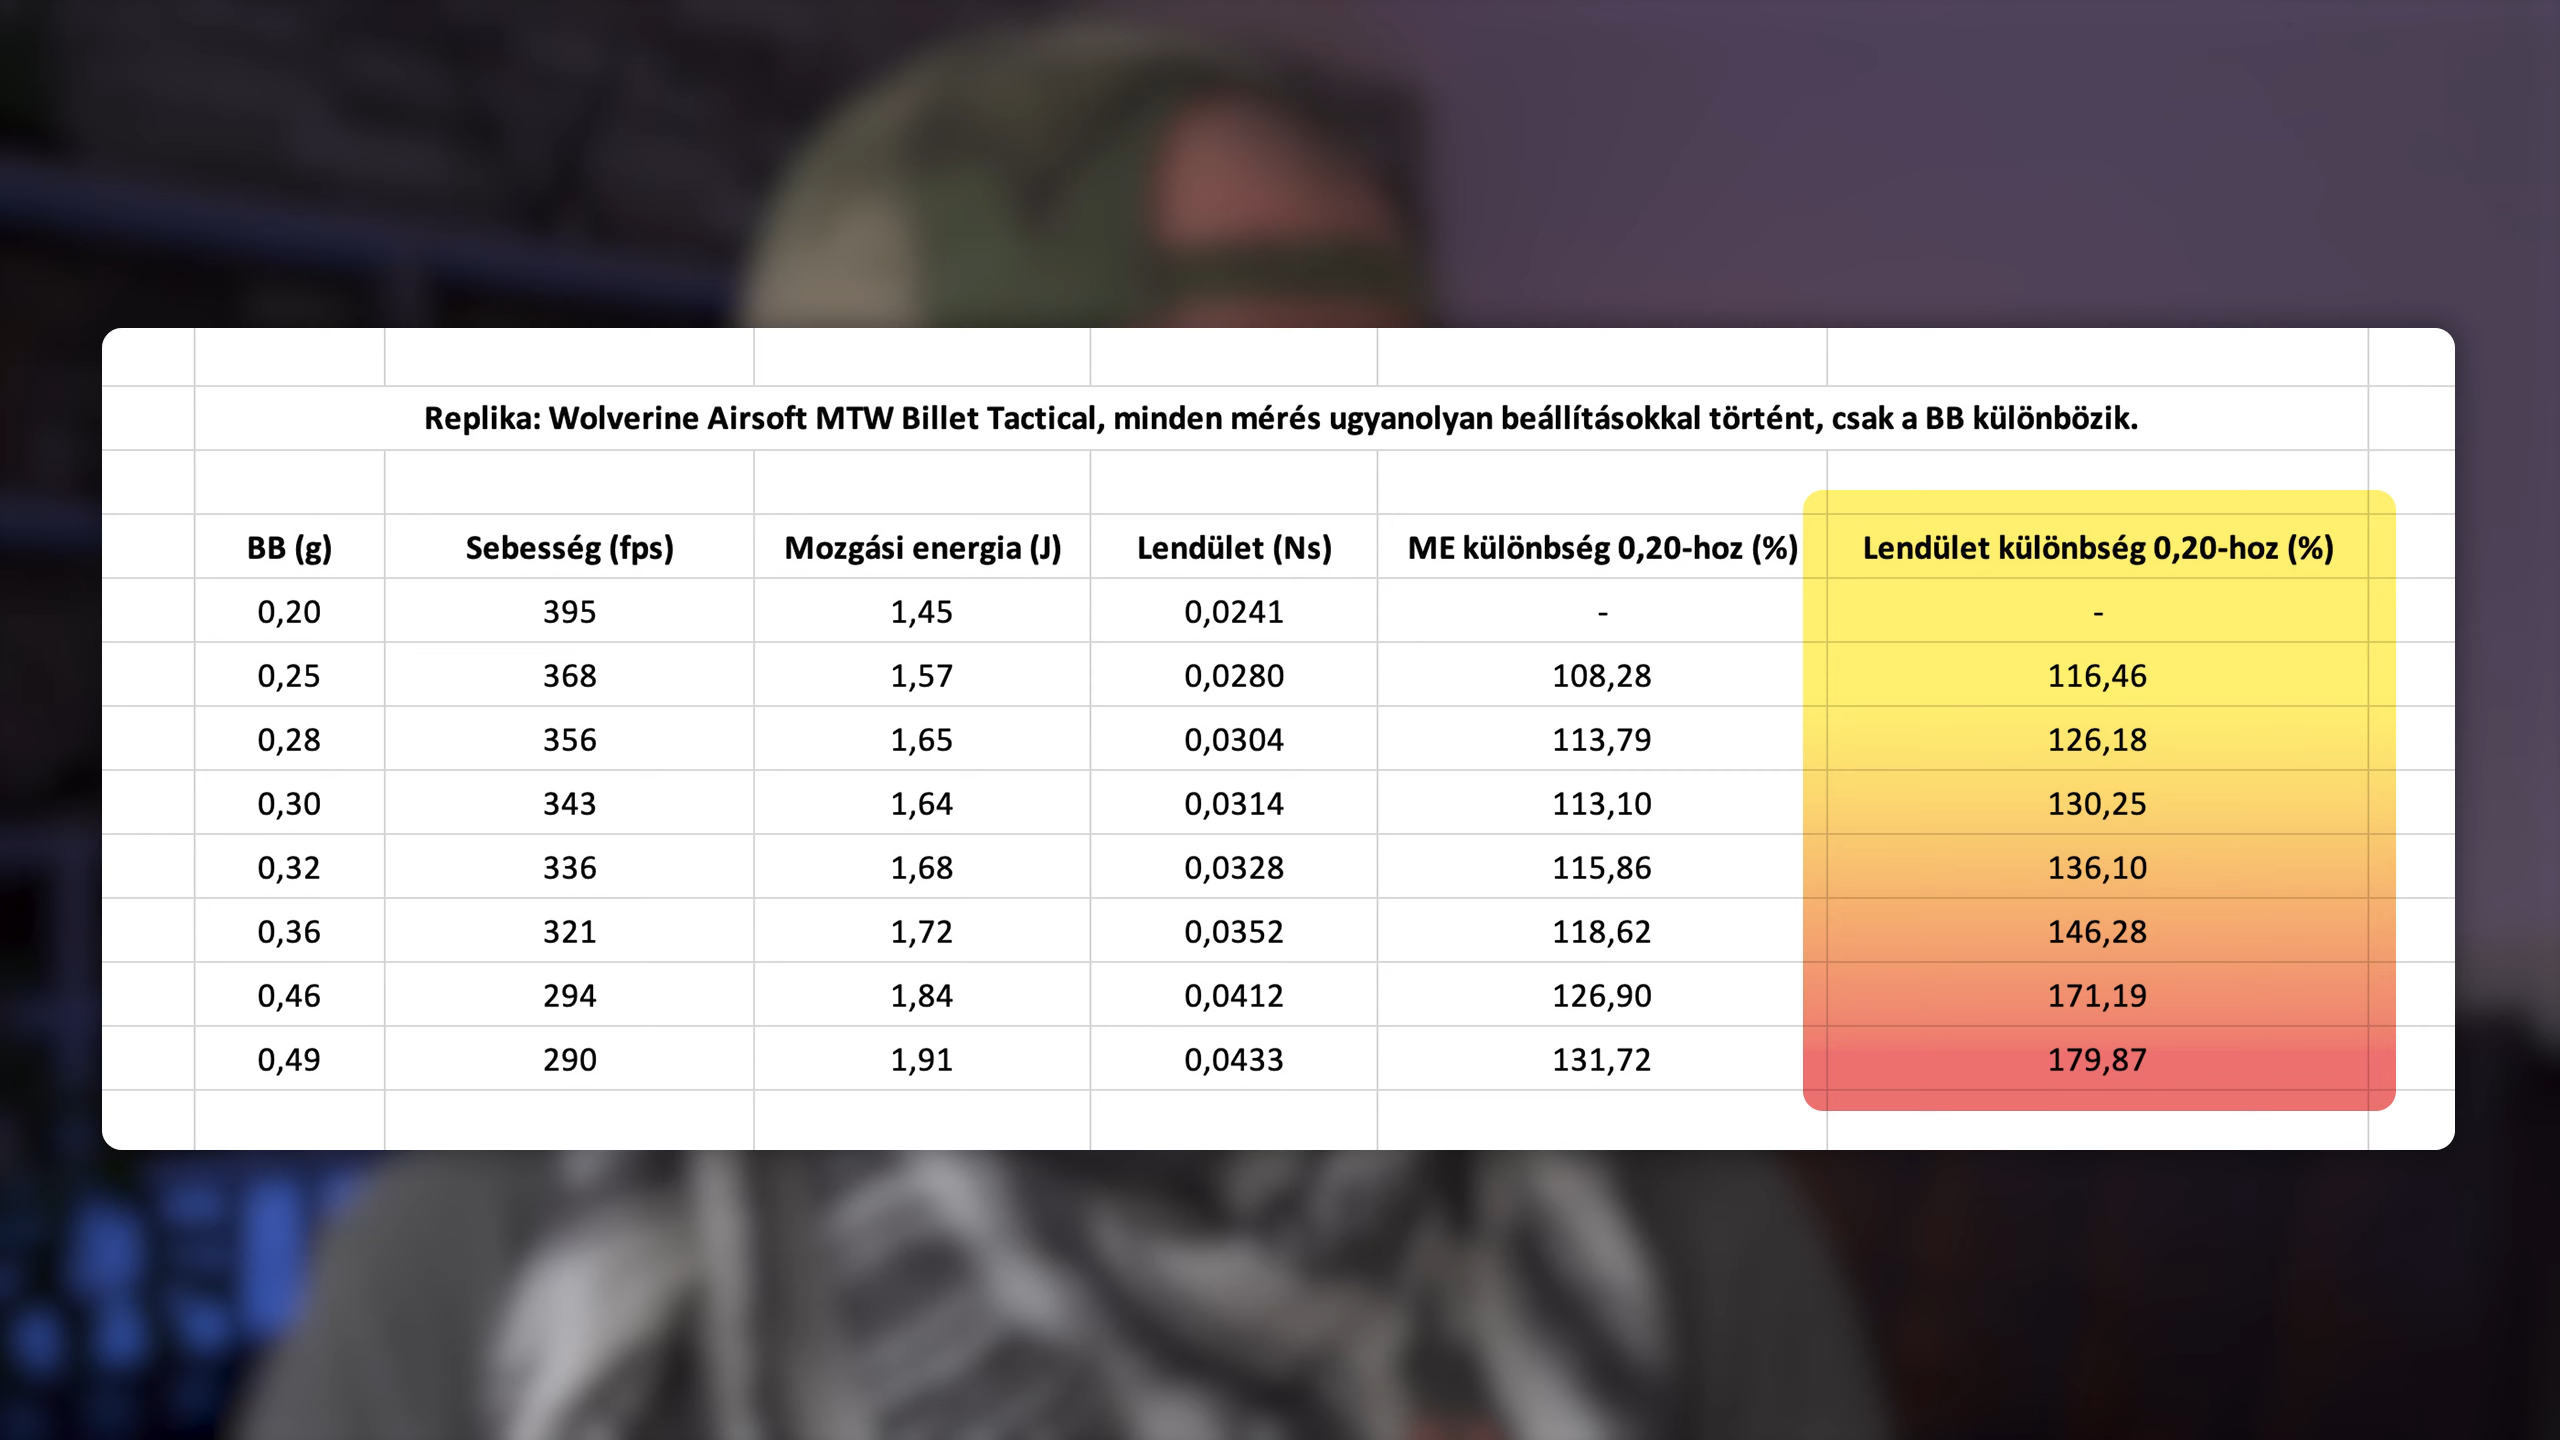 Replika: Wolverine Airsoft MTW Billet Tactical, minden mérés ugyanolyan beállításokkal történt, csak a BB különbözik.
BB (g) Sebesség (fps) Mozgási energia (J) Lendület (Ns) ME különbség 0,20-hoz (%) Lendület különbség 0,20-hoz (%)
0,20 395 1,45 0,0241 - -
0,25 368 1,57 0,0280 108,28 116,46
0,28 356 1,65 0,0304 113,79 126,18
0,30 343 1,64 0,0314 113,10 130,25
0,32 336 1,68 0,0328 115,86 136,10
0,36 321 1,72 0,0352 118,62 146,28
0,46 294 1,84 0,0412 126,90 171,19
0,49 290 1,91 0,0433 131,72 179,87